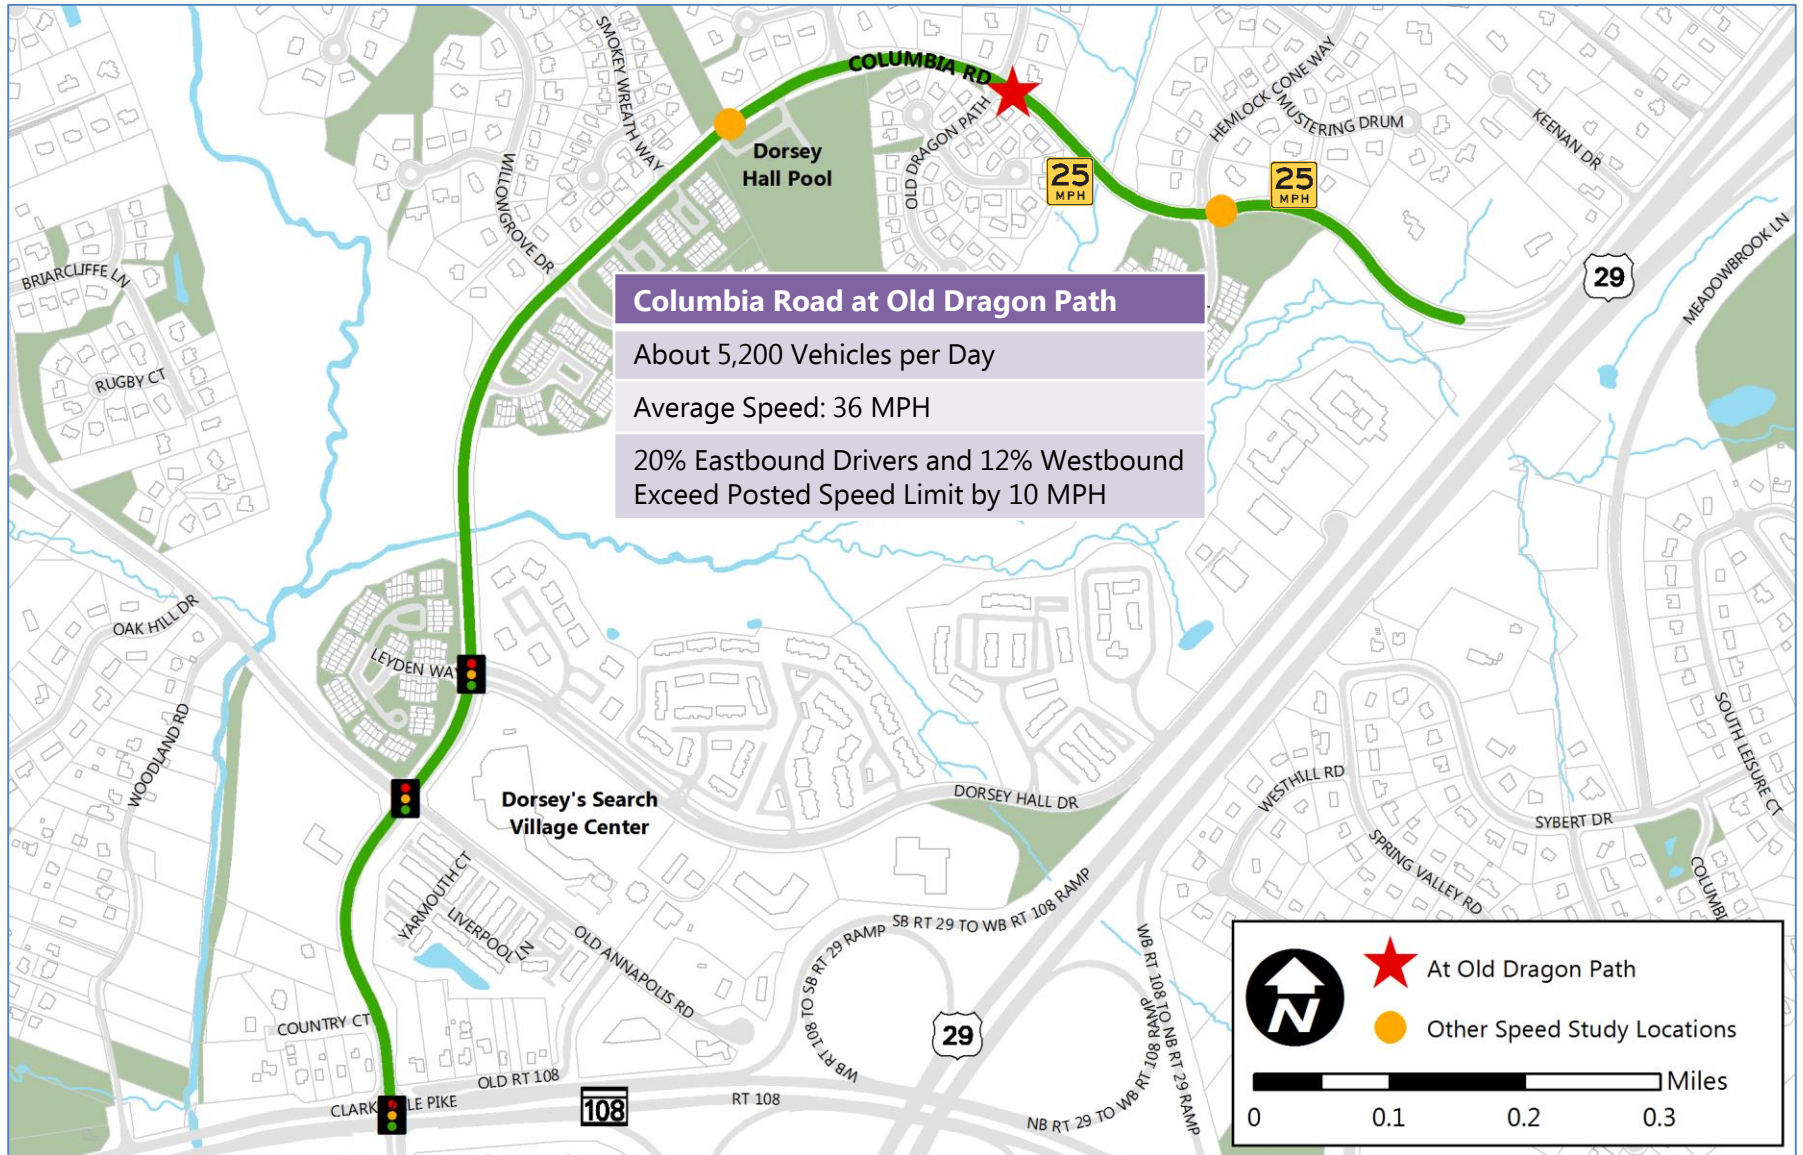 SMOKEY WREATH WAY
COLUMBIA RD
HEMLOCK CONE WAY
MUSTERING DRUM
KEENAN DR
OLD DRAGON PATH
Dorsey
Hall Pool
WILLOWGROVE DR
25
MPH
25
MPH
BRIARCLIFFE LN
29
MEADOWBROOK LN
Columbia Road at Old Dragon Path
About 5,200 Vehicles per Day
Average Speed: 36 MPH
20% Eastbound Drivers and 12% Westbound
Exceed Posted Speed Limit by 10 MPH
RUGBY CT
OAK HILL DR
LEYDEN WAY
WOODLAND RD
Dorsey's Search
Village Center
DORSEY HALL DR
WESTHILL RD
SYBERT DR
SOUTH LEISURE CT
SPRING VALLEY RD
COLUMBI
YARMOUTH CT
LIVERPOOL LN
OLD ANNAPOLIS RD
SB RT 29 TO WB RT 108 RAMP
WB RT 108 TO SB RT 29 RAMP
WB RT 108 TO NB RT 29 RAMP
NB RT 29 TO WB RT 108 RAMP
29
COUNTRY CT
OLD RT 108
CLARK LE PIKE
108
RT 108
N
At Old Dragon Path
Other Speed Study Locations
Miles
0 0.1 0.2 0.3